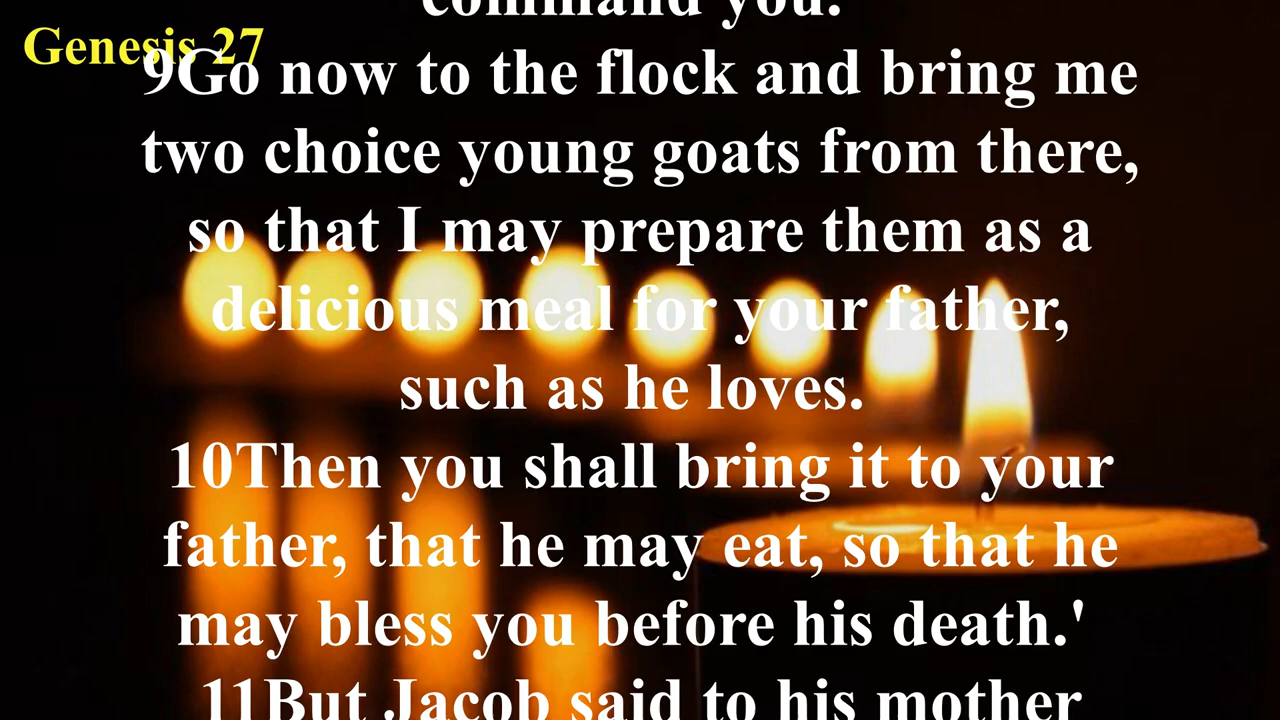 command you.
Genesis 27
9Go now to the flock and bring me
two choice young goats from there,
so that I may prepare them as a
delicious meal for your father,
such as he loves.
10Then you shall bring it to your
father, that he may eat, so that he
may bless you before his death.'
11But Jacob said to his mother